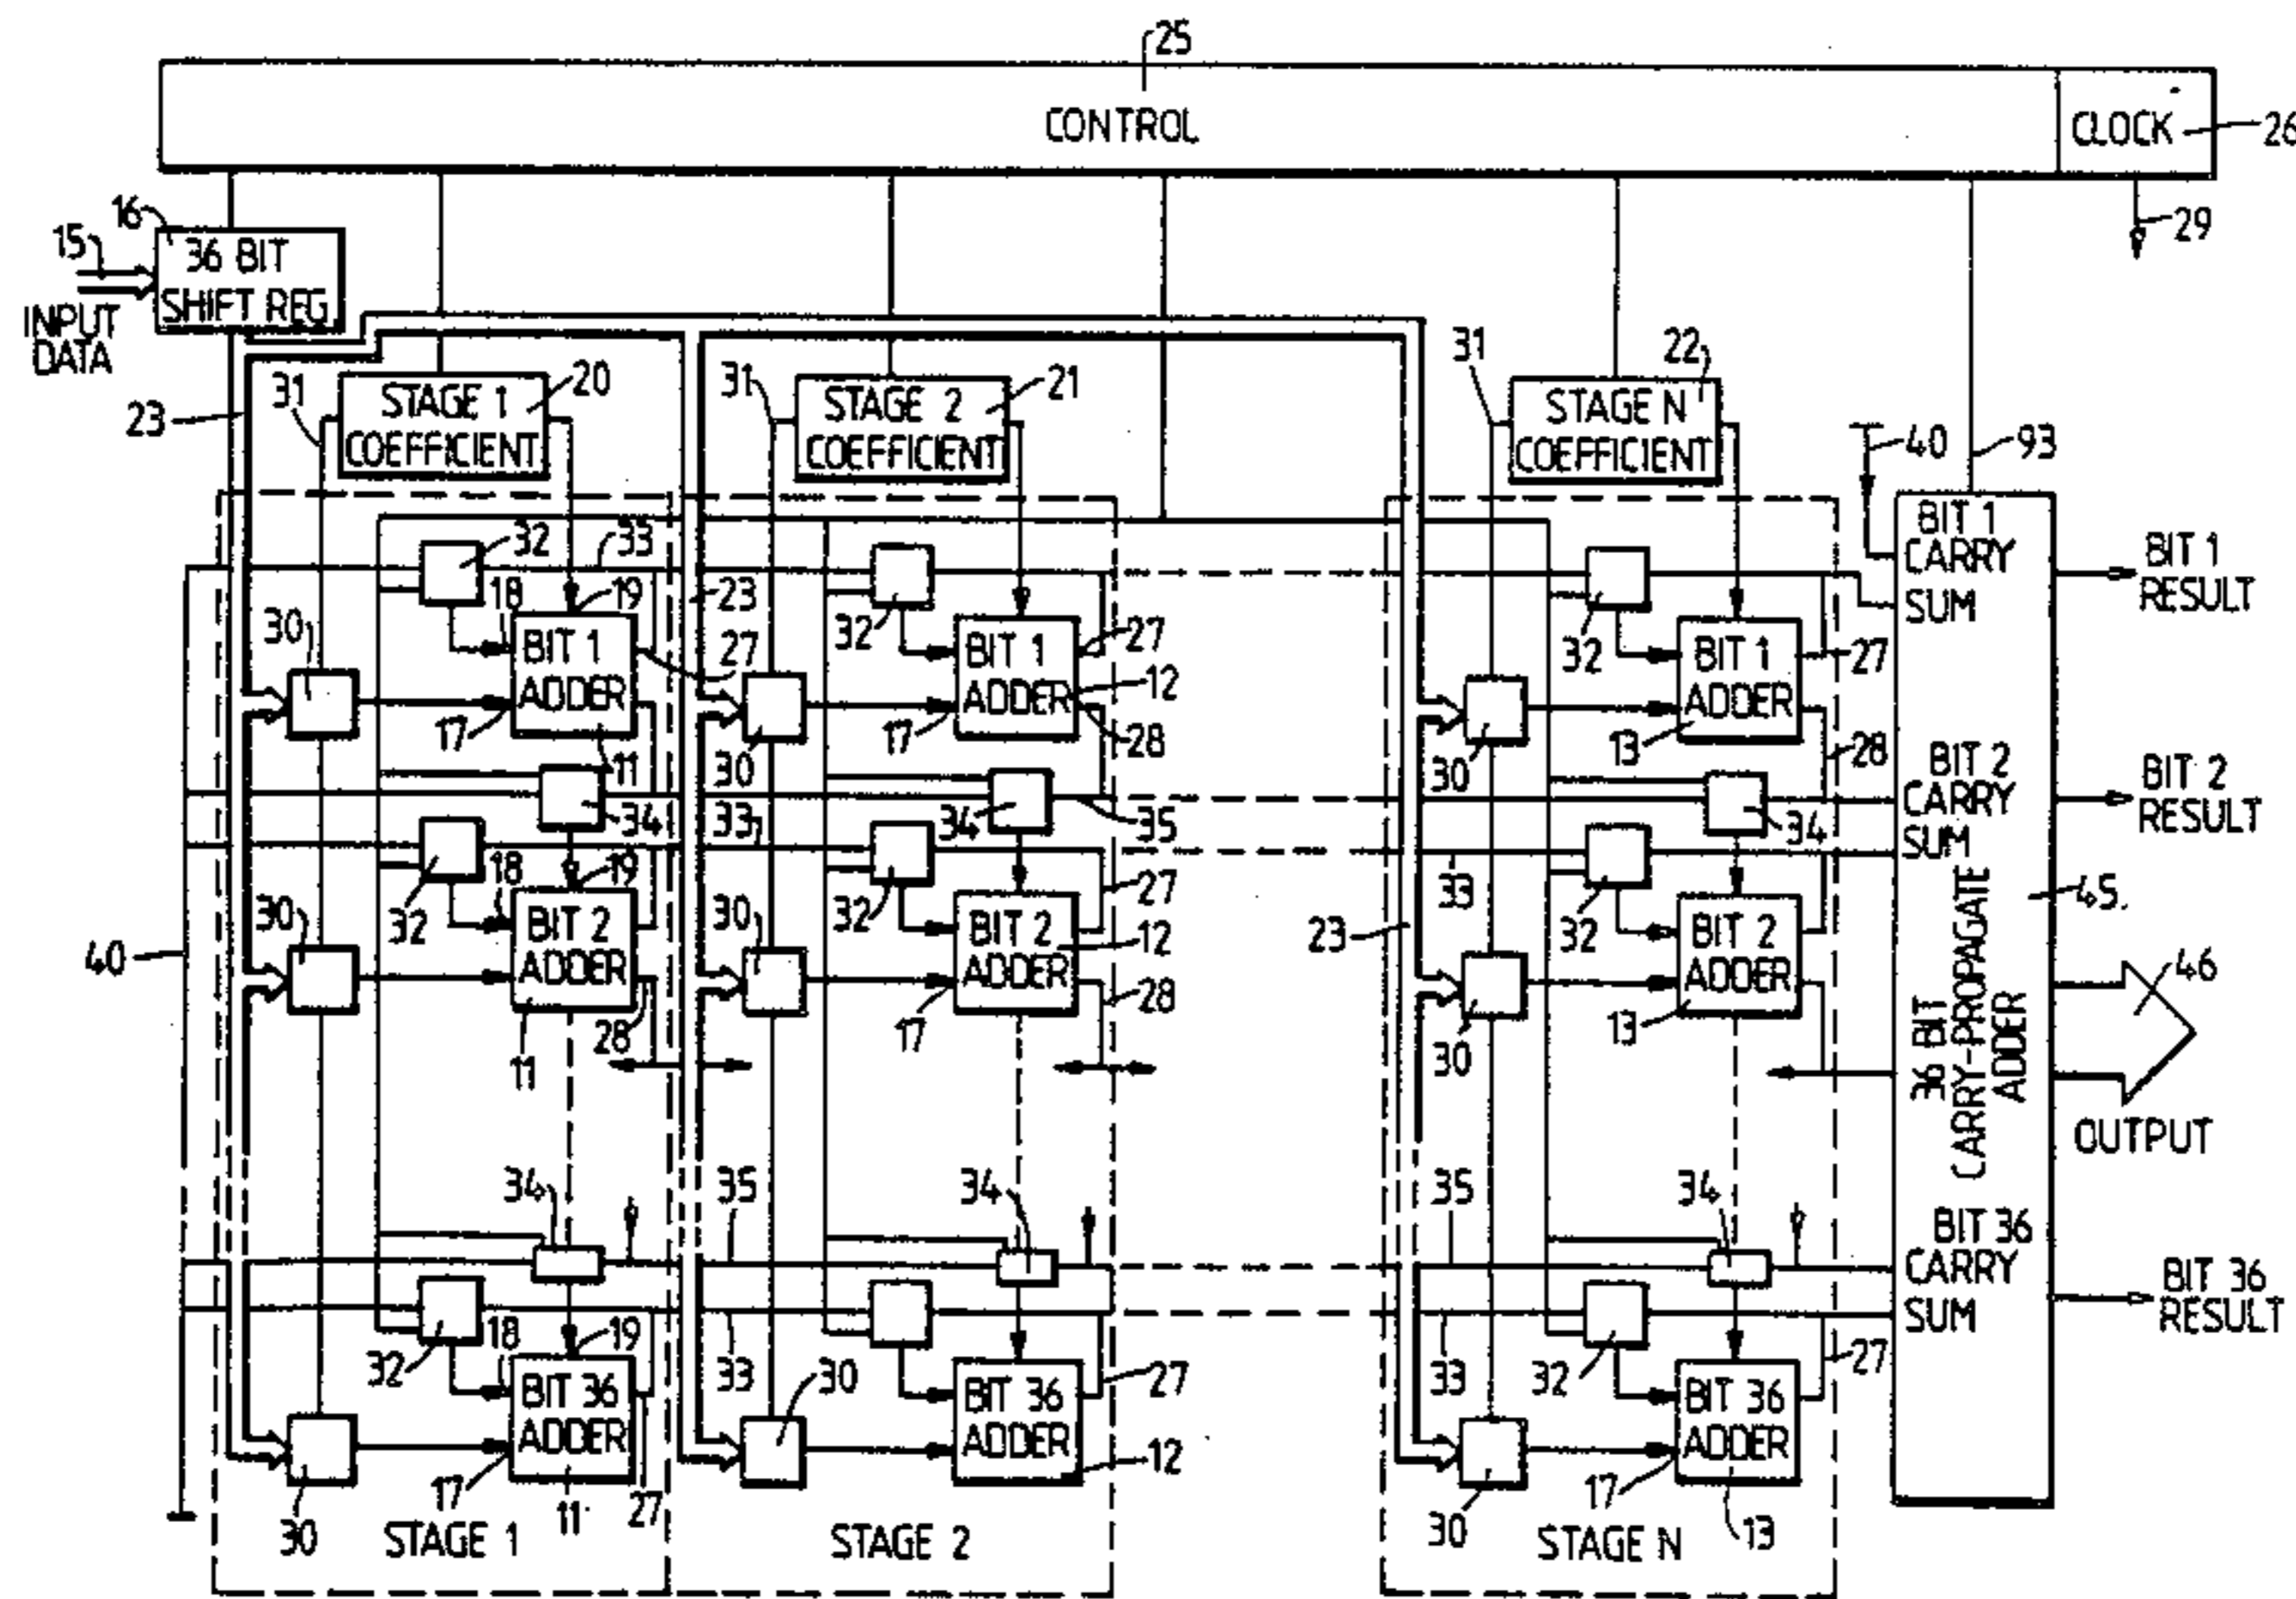 25
CONTROL
CLOCK
26
16
36 BIT
SHIFT REG
15
INPUT
DATA
29
23
31
STAGE 1
COEFFICIENT
20
31
STAGE 2
COEFFICIENT
21
31
22
STAGE N
COEFFICIENT
40
93
32
33
18
19
30
BIT 1
ADDER
27
17
11
34
23
32
BIT 1
ADDER
27
12
17
28
30
34
35
32
BIT 1
ADDER
27
13
28
30
34
BIT 1
CARRY
SUM
BIT 1
RESULT
BIT 2
CARRY
SUM
BIT 2
RESULT
33
32
18
19
30
BIT 2
ADDER
28
11
40
30
32
BIT 2
ADDER
27
12
17
28
33
32
23
BIT 2
ADDER
13
30
36 BIT
CARRY-PROPAGATE
ADDER
45
46
OUTPUT
34
35
34
35
34
BIT 36
CARRY
SUM
BIT 36
RESULT
32
18
19
BIT 36
ADDER
17
11
27
30
33
30
BIT 36
ADDER
27
12
33
32
BIT 36
ADDER
27
17
13
30
STAGE 1
STAGE 2
STAGE N